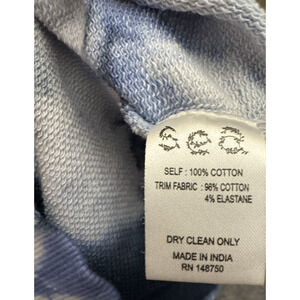 Sea
SELF : 100% COTTON
TRIM FABRIC : 96% COTTON
4% ELASTANE
DRY CLEAN ONLY
MADE IN INDIA
RN 148750